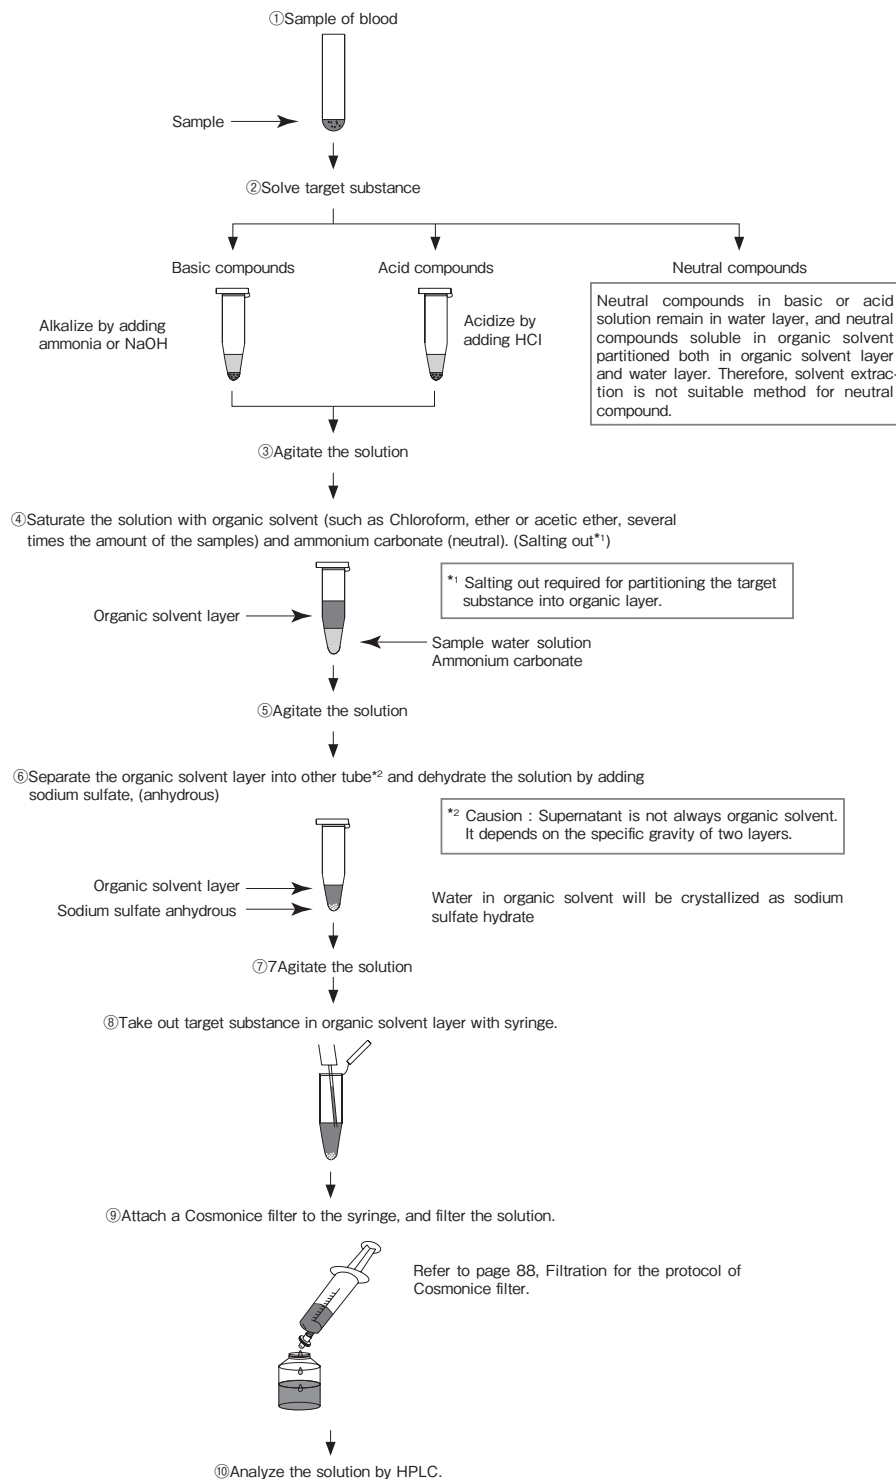 ①Sample of blood
Sample
②Solve target substance
Basic compounds
Acid compounds
Neutral compounds
Alkalize by adding
ammonia or NaOH
Acidize by
adding HCl
Neutral compounds in basic or acid
solution remain in water layer, and neutral
compounds soluble in organic solvent
partitioned both in organic solvent layer
and water layer. Therefore, solvent extrac-
tion is not suitable method for neutral
compound.
③Agitate the solution
④Saturate the solution with organic solvent (such as Chloroform, ether or acetic ether, several
times the amount of the samples) and ammonium carbonate (neutral). (Salting out*1)
*1 Salting out required for partitioning the target
substance into organic layer.
Organic solvent layer
Sample water solution
Ammonium carbonate
⑤Agitate the solution
⑥Separate the organic solvent layer into other tube*2 and dehydrate the solution by adding
sodium sulfate, (anhydrous)
*2 Causion : Supernatant is not always organic solvent.
It depends on the specific gravity of two layers.
Organic solvent layer
Sodium sulfate anhydrous
Water in organic solvent will be crystallized as sodium
sulfate hydrate
⑦7Agitate the solution
⑧Take out target substance in organic solvent layer with syringe.
⑨Attach a Cosmonice filter to the syringe, and filter the solution.
Refer to page 88, Filtration for the protocol of
Cosmonice filter.
⑩Analyze the solution by HPLC.